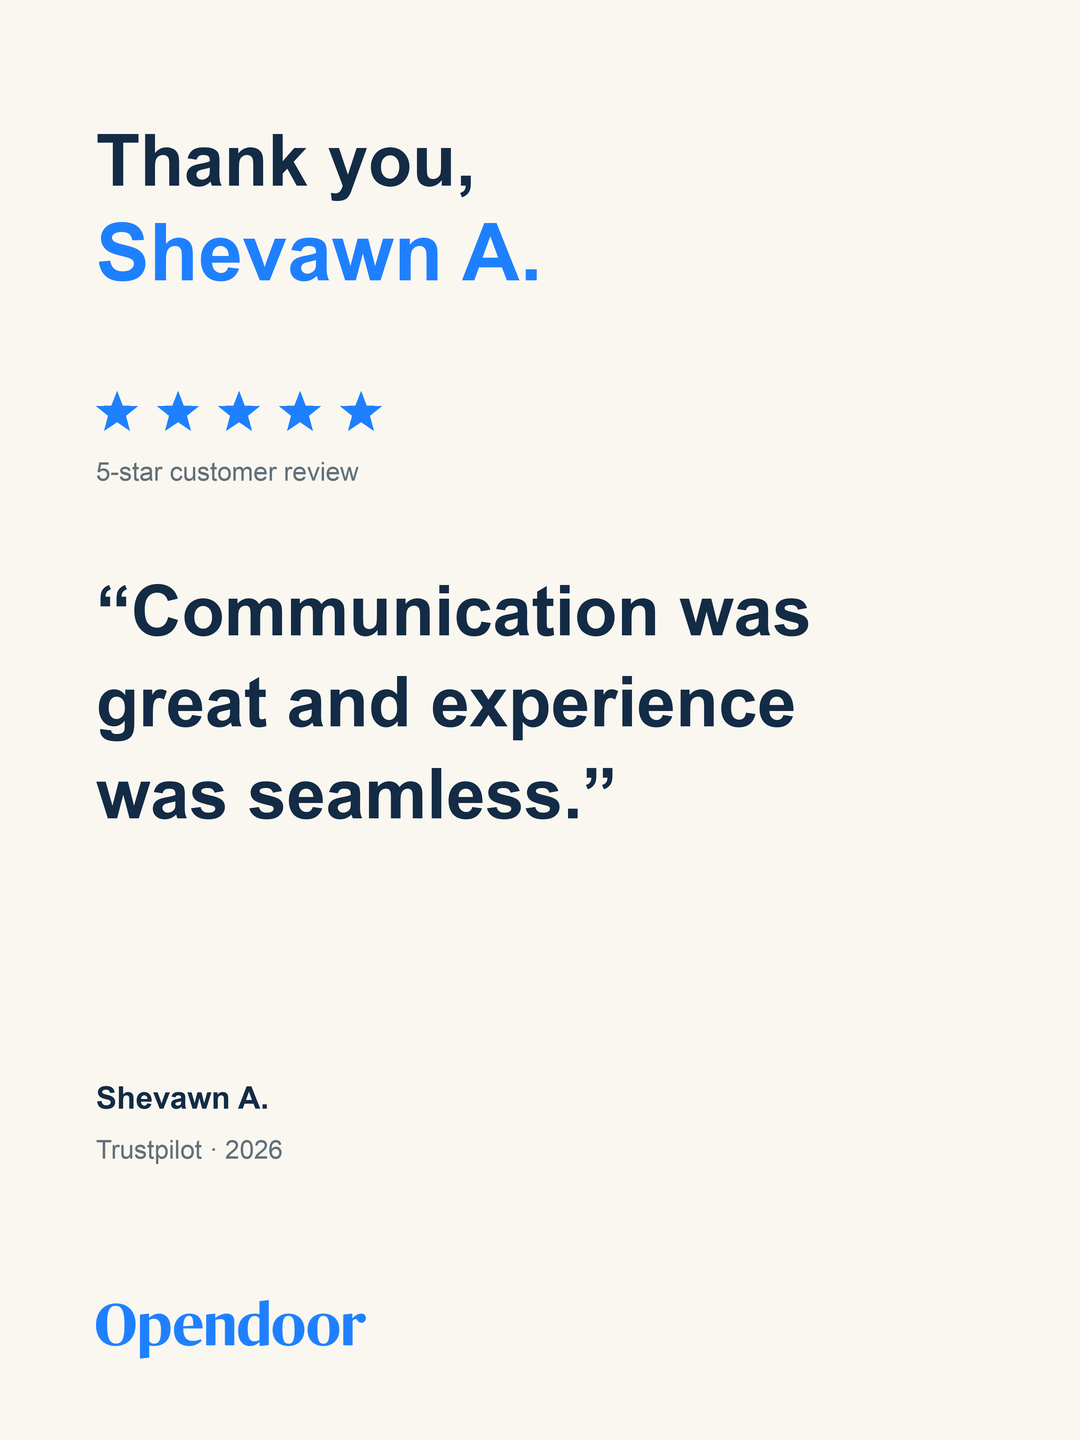 Thank you,
Shevawn A.
5-star customer review
“Communication was
great and experience
was seamless.”
Shevawn A.
Trustpilot · 2026
Opendoor